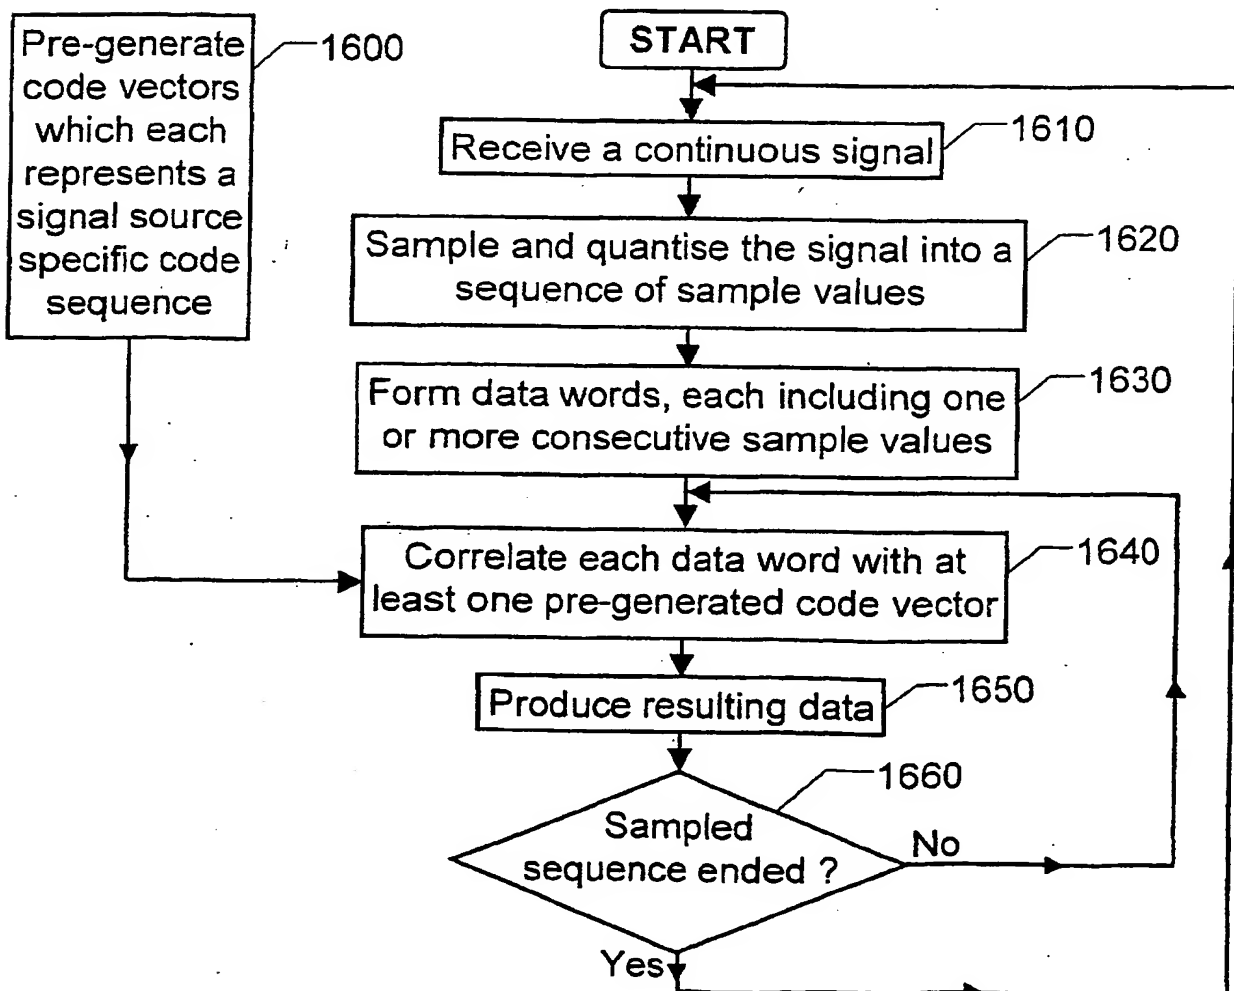 Pre-generate
code vectors
which each
represents a
signal source
specific code
sequence
1600
START
Receive a continuous signal
1610
Sample and quantise the signal into a
sequence of sample values
1620
Form data words, each including one
or more consecutive sample values
1630
Correlate each data word with at
least one pre-generated code vector
1640
Produce resulting data
1650
Sampled
sequence ended ?
1660
No
Yes